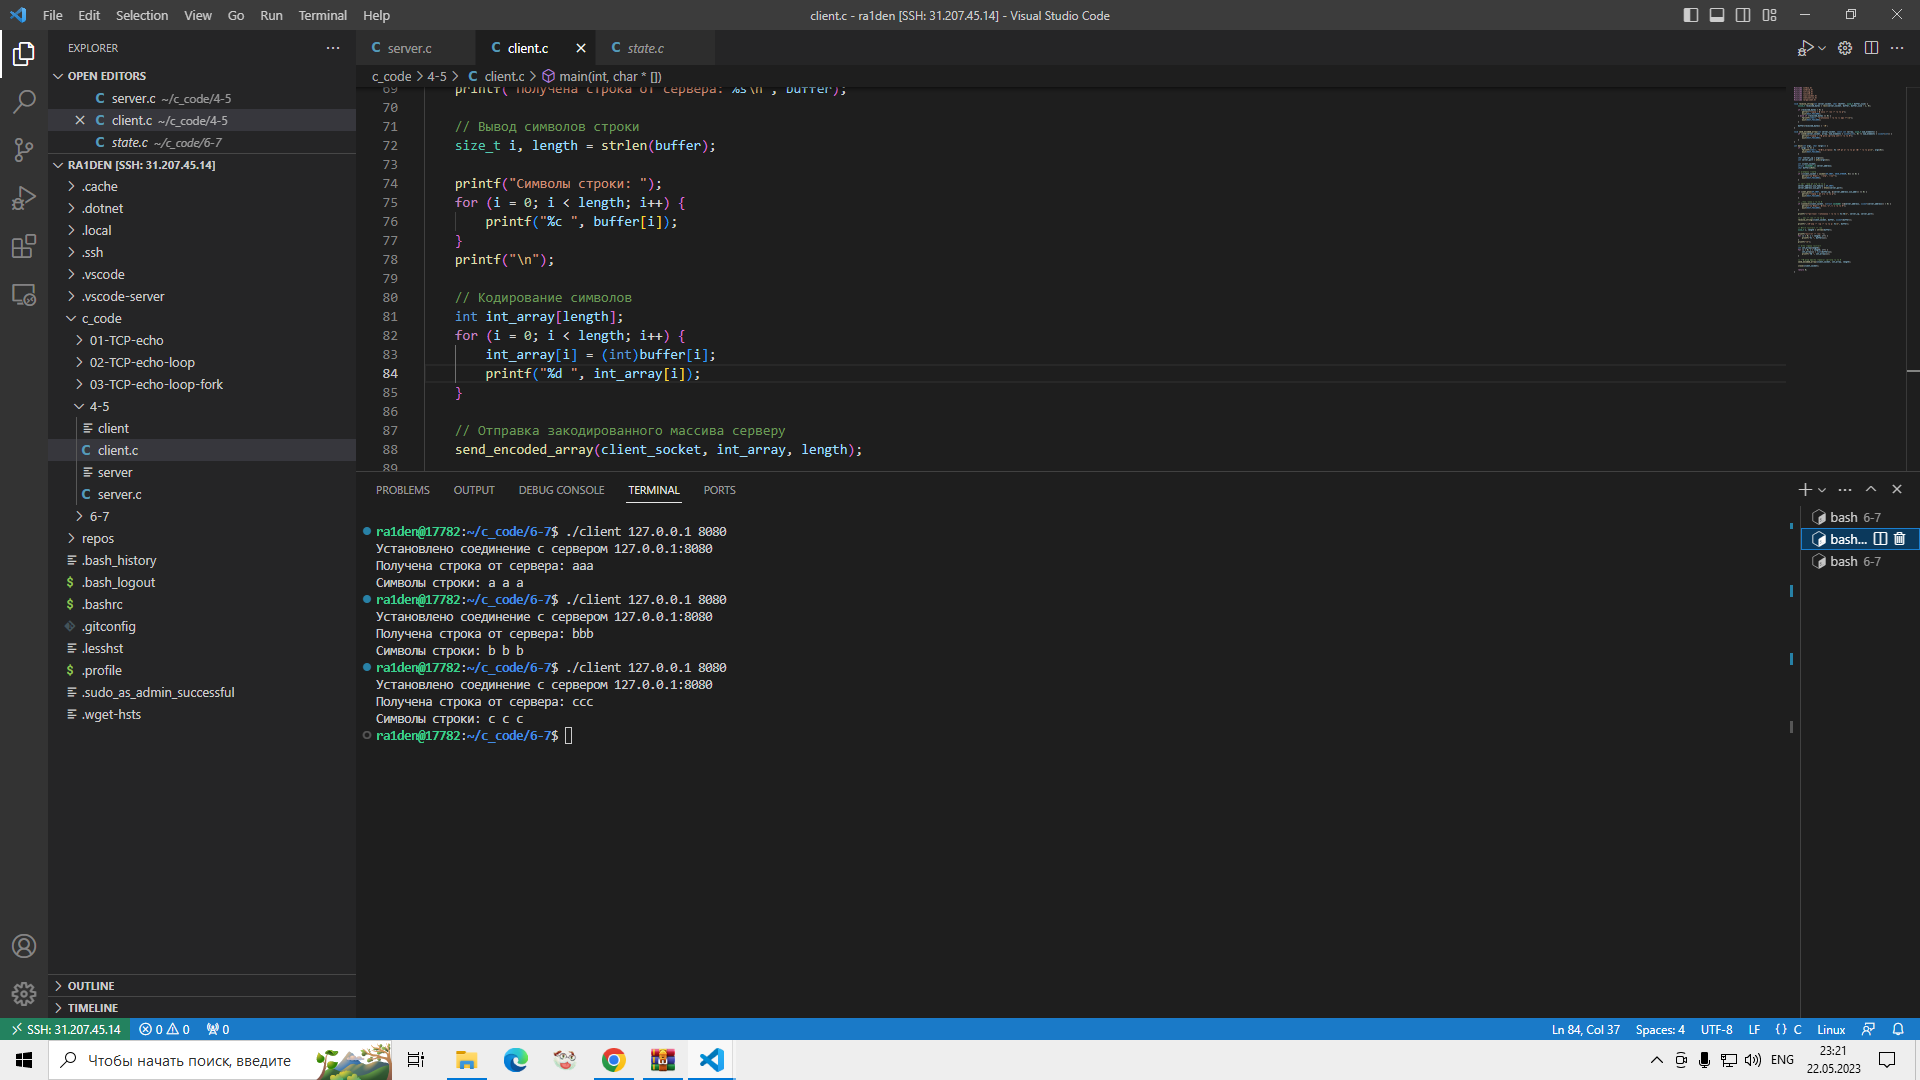 File Edit Selection View Go Run Terminal Help
client.c - ra1den [SSH: 31.207.45.14] - Visual Studio Code
EXPLORER
OPEN EDITORS
server.c ~/c_code/4-5
client.c ~/c_code/4-5
state.c ~/c_code/6-7
RA1DEN [SSH: 31.207.45.14]
.cache
.dotnet
.local
.ssh
.vscode
.vscode-server
c_code
01-TCP-echo
02-TCP-echo-loop
03-TCP-echo-loop-fork
4-5
client
client.c
server
server.c
6-7
repos
.bash_history
.bash_logout
.bashrc
.gitconfig
.lesshst
.profile
.sudo_as_admin_successful
.wget-hsts
OUTLINE
TIMELINE
server.c client.c state.c
c_code > 4-5 > client.c > main(int, char * [])
69 printf("Получена строка от сервера: %s\n", buffer);
70
71 // Вывод символов строки
72 size_t i, length = strlen(buffer);
73
74 printf("Символы строки: ");
75 for (i = 0; i < length; i++) {
76 printf("%c ", buffer[i]);
77 }
78 printf("\n");
79
80 // Кодирование символов
81 int int_array[length];
82 for (i = 0; i < length; i++) {
83 int_array[i] = (int)buffer[i];
84 printf("%d ", int_array[i]);
85 }
86
87 // Отправка закодированного массива серверу
88 send_encoded_array(client_socket, int_array, length);
89
PROBLEMS OUTPUT DEBUG CONSOLE TERMINAL PORTS
ra1den@17782:~/c_code/6-7$ ./client 127.0.0.1 8080
Установлено соединение с сервером 127.0.0.1:8080
Получена строка от сервера: aaa
Символы строки: a a a
ra1den@17782:~/c_code/6-7$ ./client 127.0.0.1 8080
Установлено соединение с сервером 127.0.0.1:8080
Получена строка от сервера: bbb
Символы строки: b b b
ra1den@17782:~/c_code/6-7$ ./client 127.0.0.1 8080
Установлено соединение с сервером 127.0.0.1:8080
Получена строка от сервера: ccc
Символы строки: c c c
ra1den@17782:~/c_code/6-7$
bash 6-7
bash...
bash 6-7
SSH: 31.207.45.14 0 0 0
Ln 84, Col 37 Spaces: 4 UTF-8 LF {} C Linux
Чтобы начать поиск, введите
ENG
23:21
22.05.2023